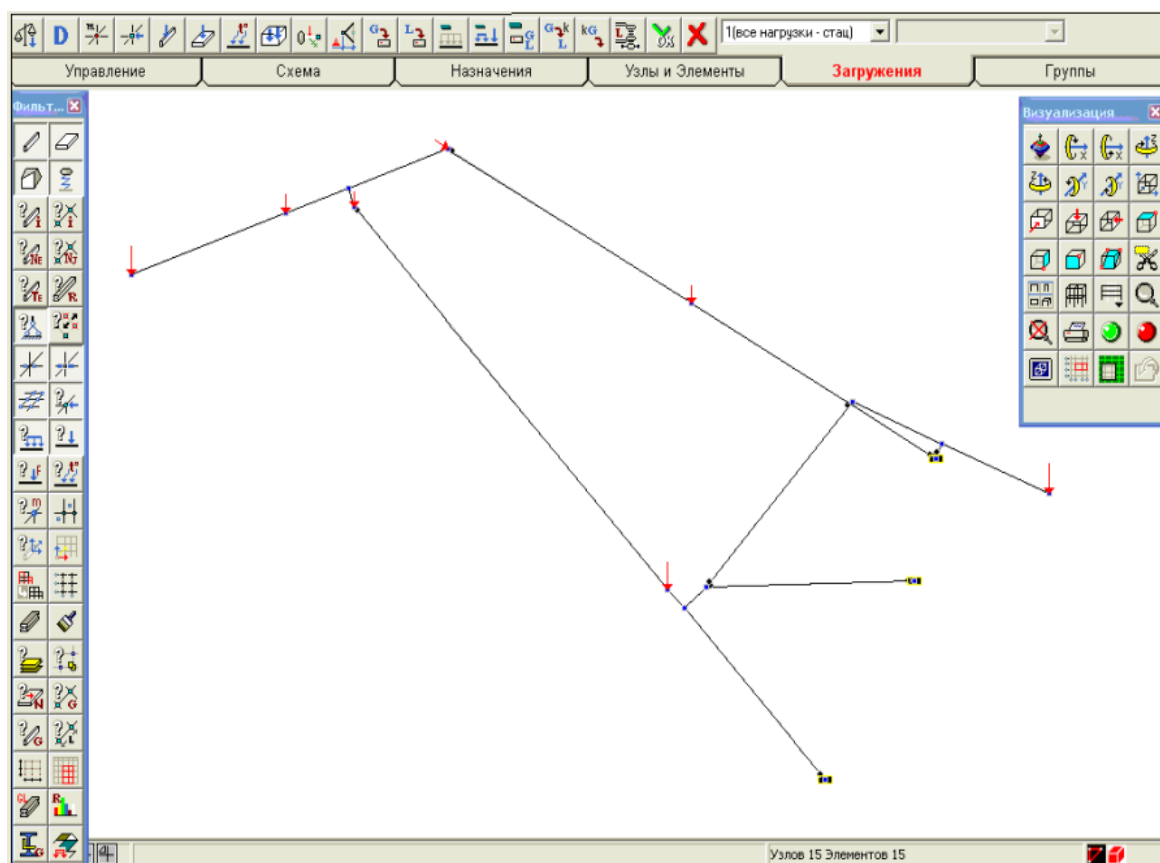 1(все нагрузки - стац)
Управление
Схема
Назначения
Узлы и Элементы
Загружения
Группы
Фильт...
Визуализация
Узлов 15 Элементов 15